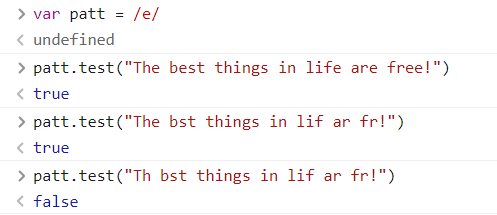 > var patt = /e/
< undefined
> patt.test("The best things in life are free!")
< true
> patt.test("The bst things in lif ar fr!")
< true
> patt.test("Th bst things in lif ar fr!")
< false